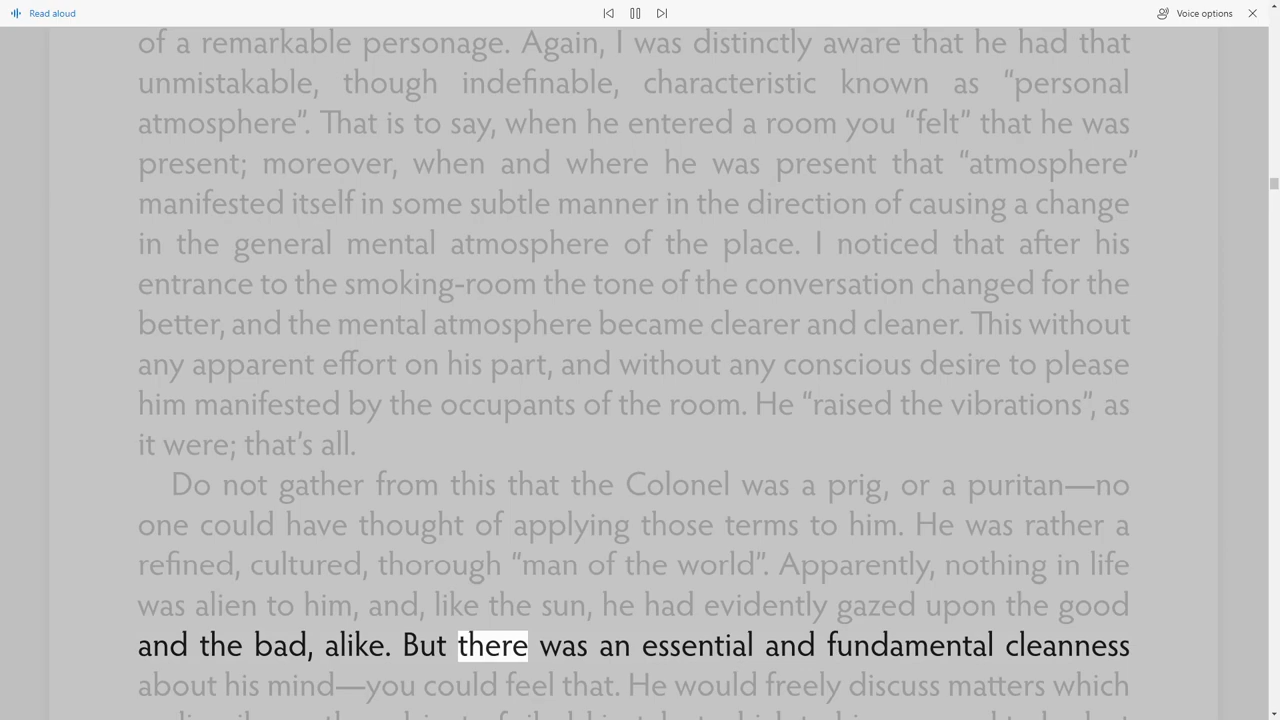 Read aloud
Voice options
of a remarkable personage. Again, I was distinctly aware that he had that
unmistakable, though indefinable, characteristic known as “personal
atmosphere”. That is to say, when he entered a room you “felt” that he was
present; moreover, when and where he was present that “atmosphere”
manifested itself in some subtle manner in the direction of causing a change
in the general mental atmosphere of the place. I noticed that after his
entrance to the smoking-room the tone of the conversation changed for the
better, and the mental atmosphere became clearer and cleaner. This without
any apparent effort on his part, and without any conscious desire to please
him manifested by the occupants of the room. He “raised the vibrations”, as
it were; that’s all.
Do not gather from this that the Colonel was a prig, or a puritan—no
one could have thought of applying those terms to him. He was rather a
refined, cultured, thorough “man of the world”. Apparently, nothing in life
was alien to him, and, like the sun, he had evidently gazed upon the good
and the bad, alike. But there was an essential and fundamental cleanness
about his mind—you could feel that. He would freely discuss matters which